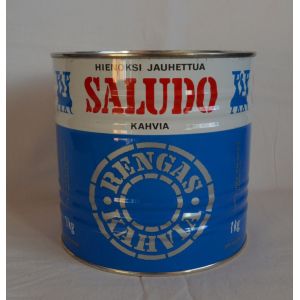 HIENOKSI JAUHETTUA
SALUDO
KAHVIA
RENGAS
KAHVIA
1kg
1kg